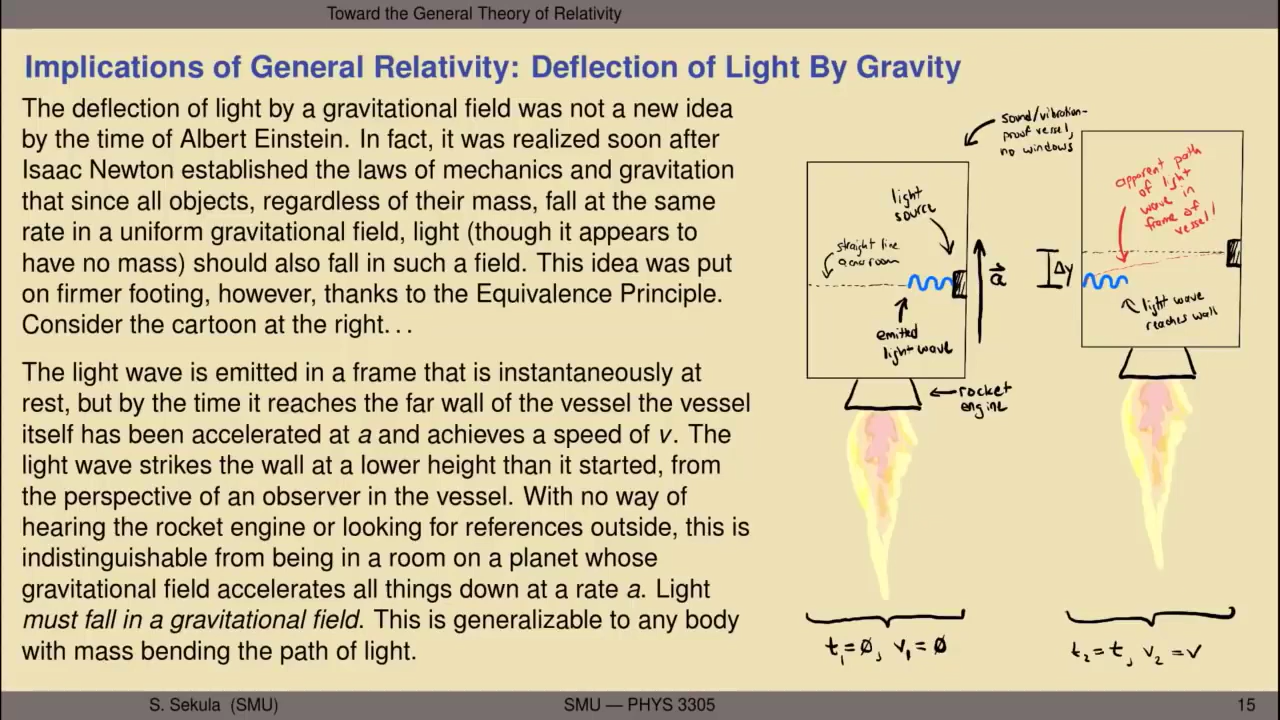 Toward the General Theory of Relativity
Implications of General Relativity: Deflection of Light By Gravity
The deflection of light by a gravitational field was not a new idea
by the time of Albert Einstein. In fact, it was realized soon after
Isaac Newton established the laws of mechanics and gravitation
that since all objects, regardless of their mass, fall at the same
rate in a uniform gravitational field, light (though it appears to
have no mass) should also fall in such a field. This idea was put
on firmer footing, however, thanks to the Equivalence Principle.
Consider the cartoon at the right…
The light wave is emitted in a frame that is instantaneously at
rest, but by the time it reaches the far wall of the vessel the vessel
itself has been accelerated at a and achieves a speed of v. The
light wave strikes the wall at a lower height than it started, from
the perspective of an observer in the vessel. With no way of
hearing the rocket engine or looking for references outside, this is
indistinguishable from being in a room on a planet whose
gravitational field accelerates all things down at a rate a. Light
must fall in a gravitational field. This is generalizable to any body
with mass bending the path of light.
sound/vibration-
proof vessel,
no windows
light
source
straight line
across room
a⃗
emitted
light wave
rocket
engine
t₁=0, v₁=0
apparent path
of light
wave in
frame of
vessel!
Δy
light wave
reaches wall
t₂=t, v₂=v
S. Sekula (SMU)
SMU — PHYS 3305
15